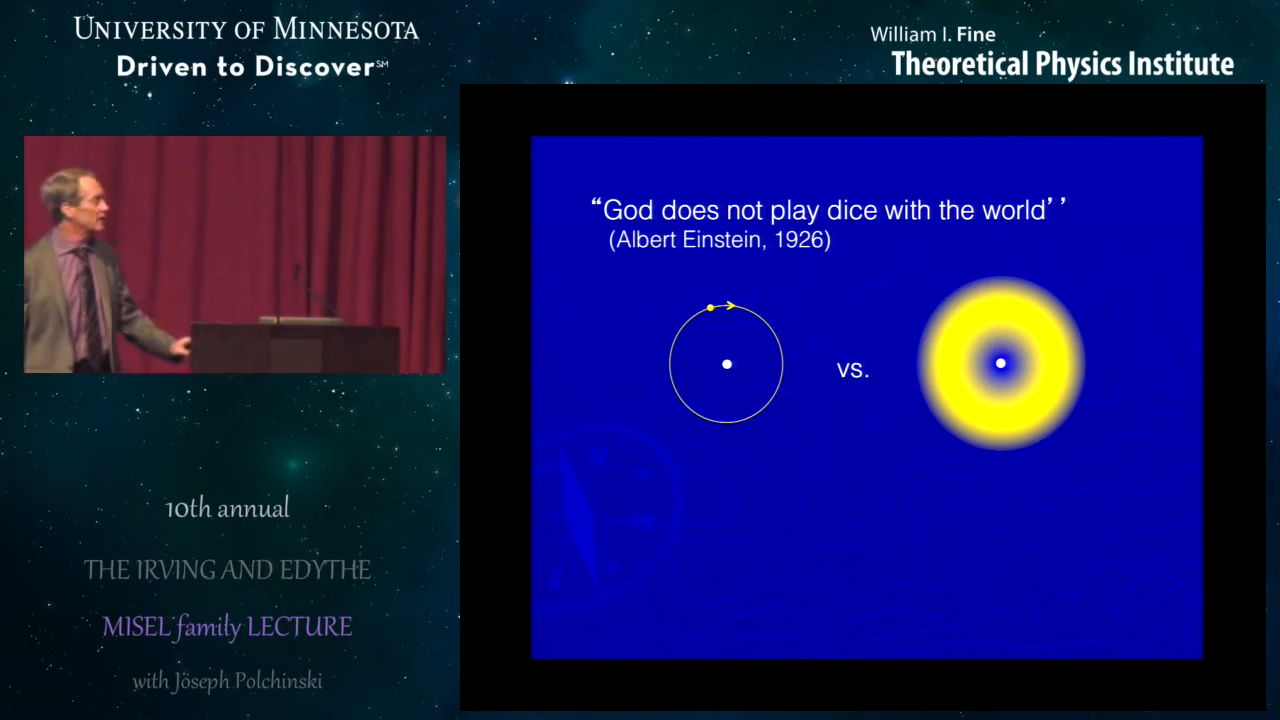 UNIVERSITY OF MINNESOTA
Driven to Discover℠
William I. Fine
Theoretical Physics Institute
“God does not play dice with the world’ ’
(Albert Einstein, 1926)
vs.
10th annual
THE IRVING AND EDYTHE
MISEL family LECTURE
with Joseph Polchinski